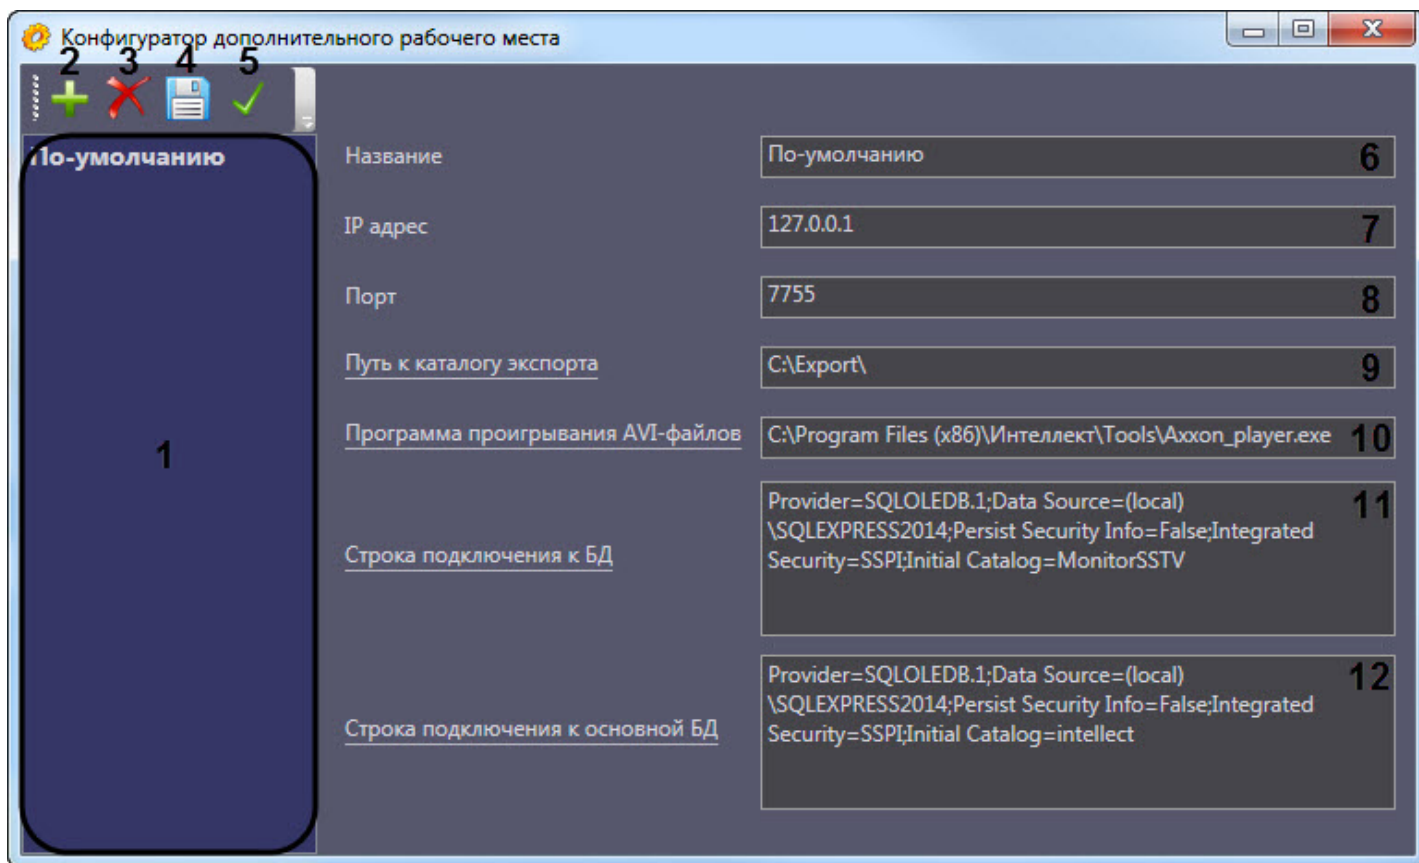 Конфигуратор дополнительного рабочего места
2 3 4 5
По-умолчанию
1
Название
По-умолчанию 6
IP адрес
127.0.0.1 7
Порт
7755 8
Путь к каталогу экспорта
C:\Export\ 9
Программа проигрывания AVI-файлов
C:\Program Files (x86)\Интеллект\Tools\Axxon_player.exe 10
Строка подключения к БД
Provider=SQLOLEDB.1;Data Source=(local) 11
\SQLEXPRESS2014;Persist Security Info=False;Integrated
Security=SSPI;Initial Catalog=MonitorSSTV
Строка подключения к основной БД
Provider=SQLOLEDB.1;Data Source=(local) 12
\SQLEXPRESS2014;Persist Security Info=False;Integrated
Security=SSPI;Initial Catalog=intellect